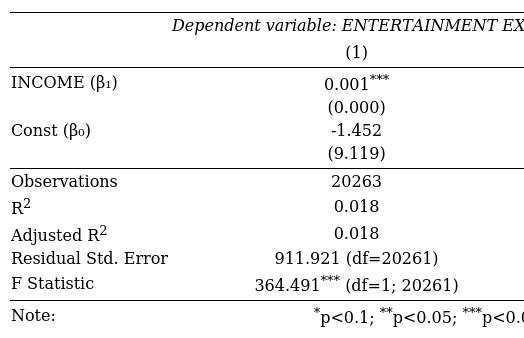 Dependent variable: ENTERTAINMENT EX
(1)
INCOME (β₁) 0.001***
(0.000)
Const (β₀) -1.452
(9.119)
Observations 20263
R² 0.018
Adjusted R² 0.018
Residual Std. Error 911.921 (df=20261)
F Statistic 364.491*** (df=1; 20261)
Note: *p<0.1; **p<0.05; ***p<0.0